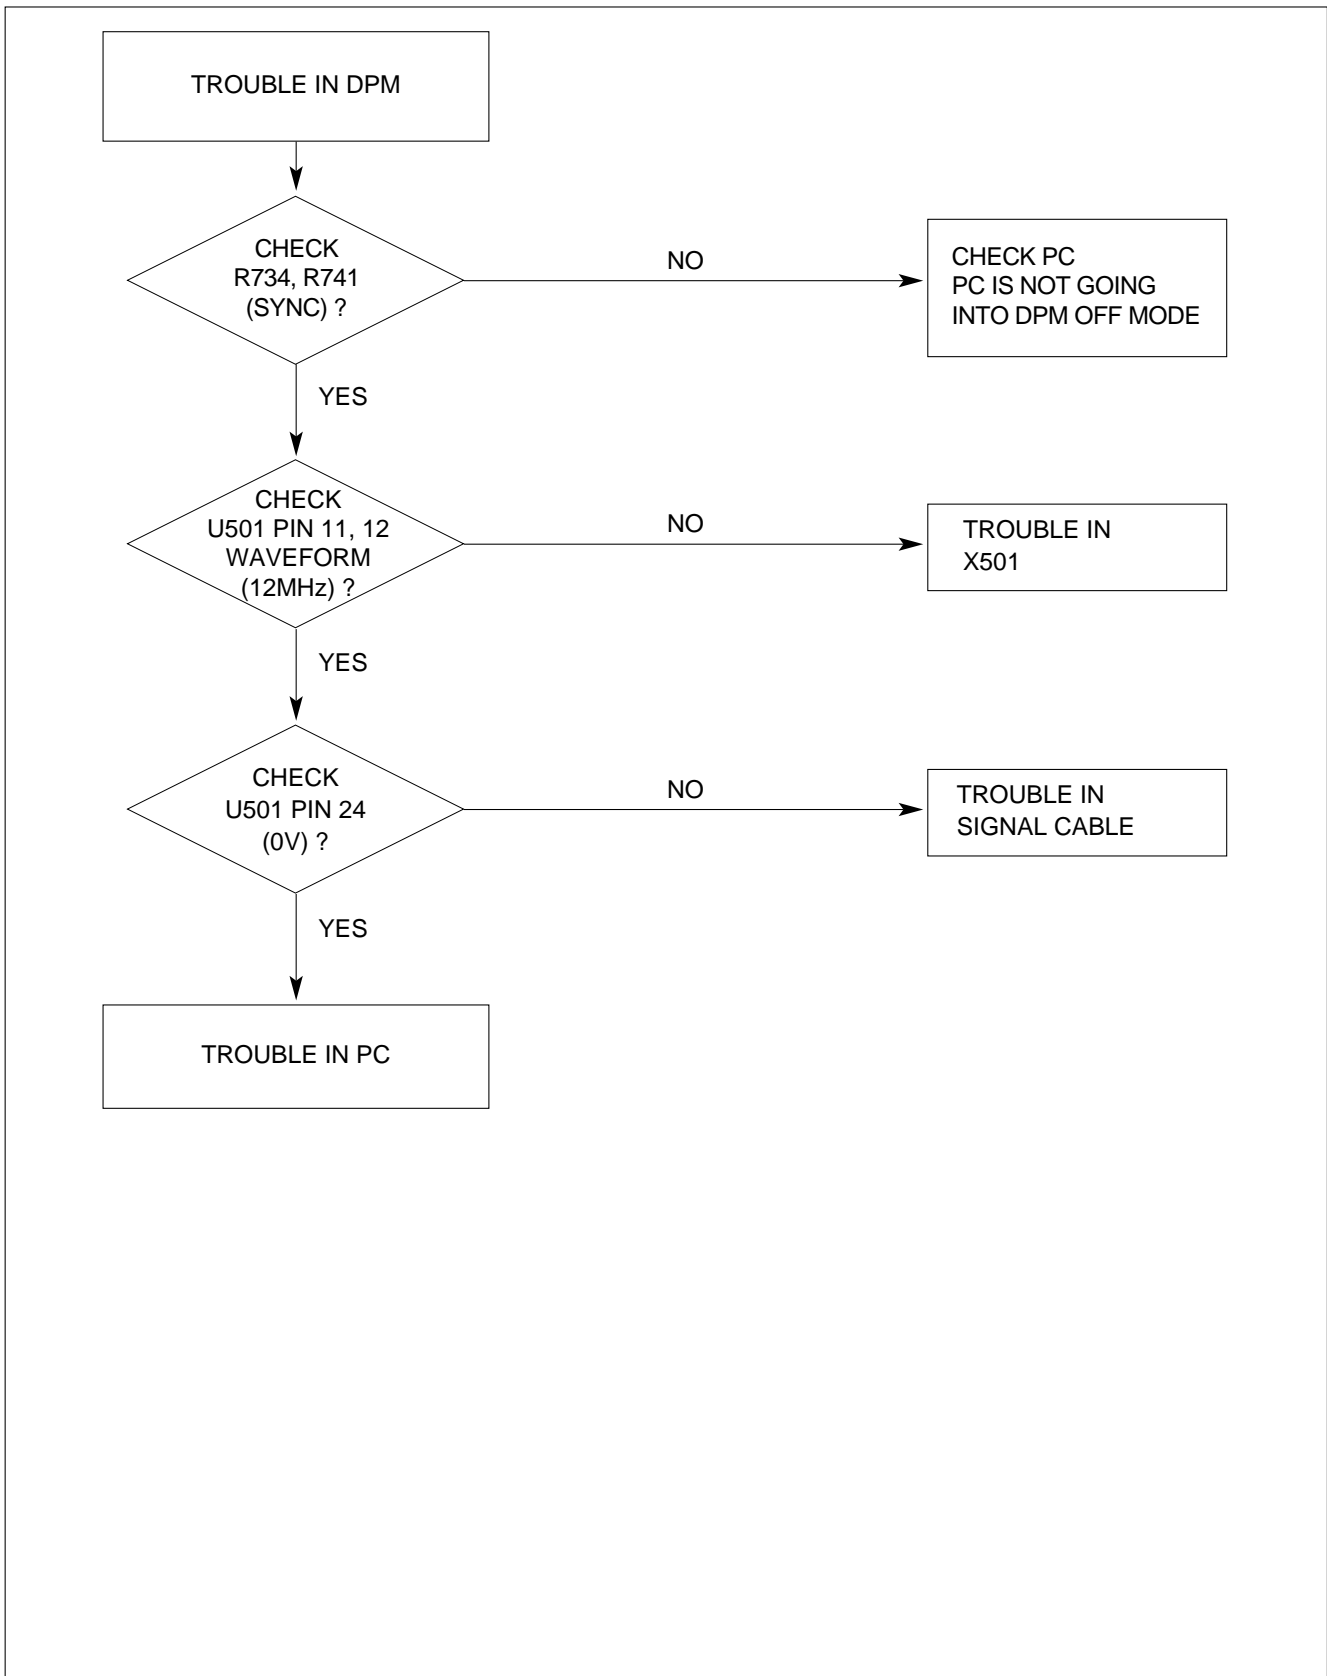 TROUBLE IN DPM
CHECK
R734, R741
(SYNC) ?
NO
CHECK PC
PC IS NOT GOING
INTO DPM OFF MODE
YES
CHECK
U501 PIN 11, 12
WAVEFORM
(12MHz) ?
NO
TROUBLE IN
X501
YES
CHECK
U501 PIN 24
(0V) ?
NO
TROUBLE IN
SIGNAL CABLE
YES
TROUBLE IN PC